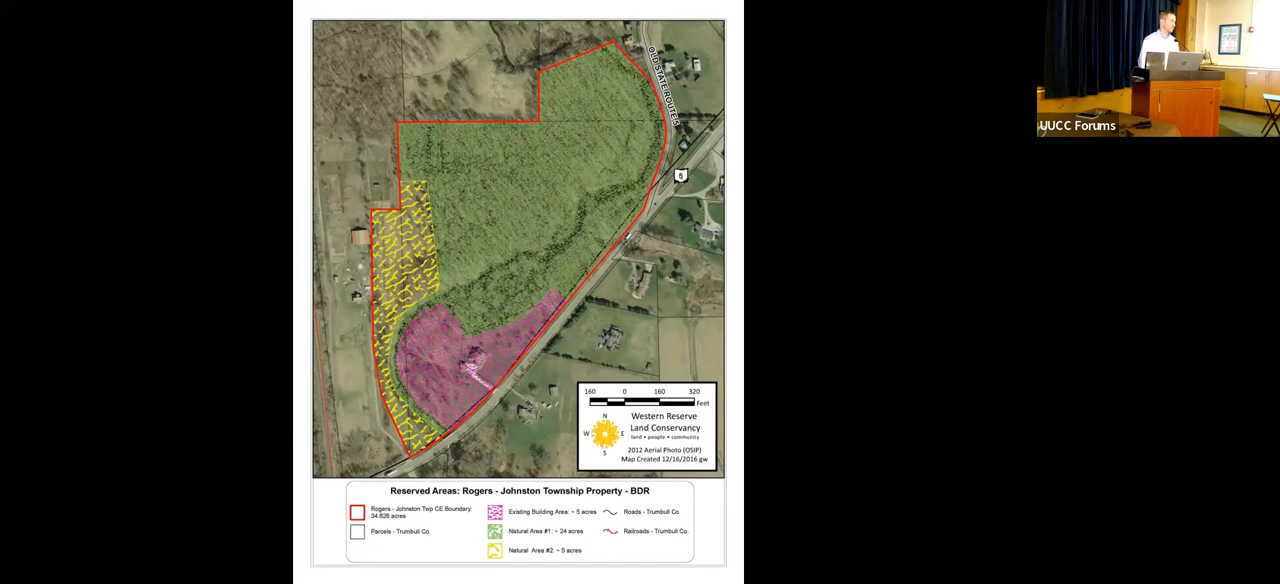 OLD STATE ROUTE 5
5
UUCC Forums
160 0 160 320
Feet
N
W E
S
Western Reserve
Land Conservancy
land • people • community
2012 Aerial Photo (OSIP)
Map Created 12/16/2016 gw
Reserved Areas: Rogers - Johnston Township Property - BDR
Rogers - Johnston Twp CE Boundary:
34.828 acres
Parcels - Trumbull Co.
Existing Building Area: ~ 5 acres
Natural Area #1: ~ 24 acres
Natural Area #2: ~ 5 acres
Roads - Trumbull Co.
Railroads - Trumbull Co.